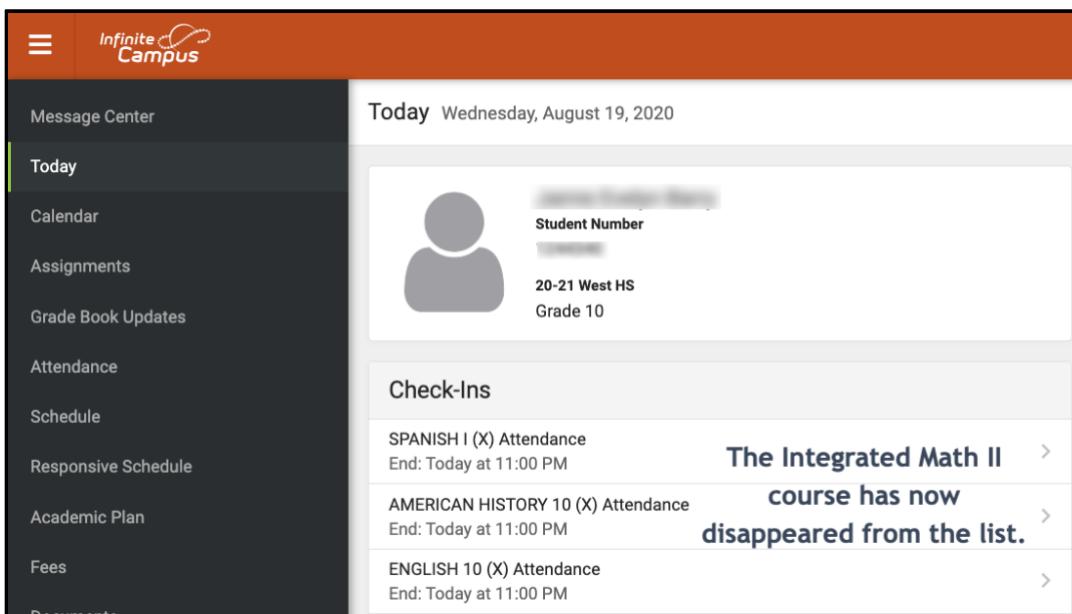 Infinite
Campus
Message Center
Today
Calendar
Assignments
Grade Book Updates
Attendance
Schedule
Responsive Schedule
Academic Plan
Fees
Today Wednesday, August 19, 2020
Student Number
20-21 West HS
Grade 10
Check-Ins
SPANISH I (X) Attendance
End: Today at 11:00 PM
AMERICAN HISTORY 10 (X) Attendance
End: Today at 11:00 PM
ENGLISH 10 (X) Attendance
End: Today at 11:00 PM
The Integrated Math II
course has now
disappeared from the list.